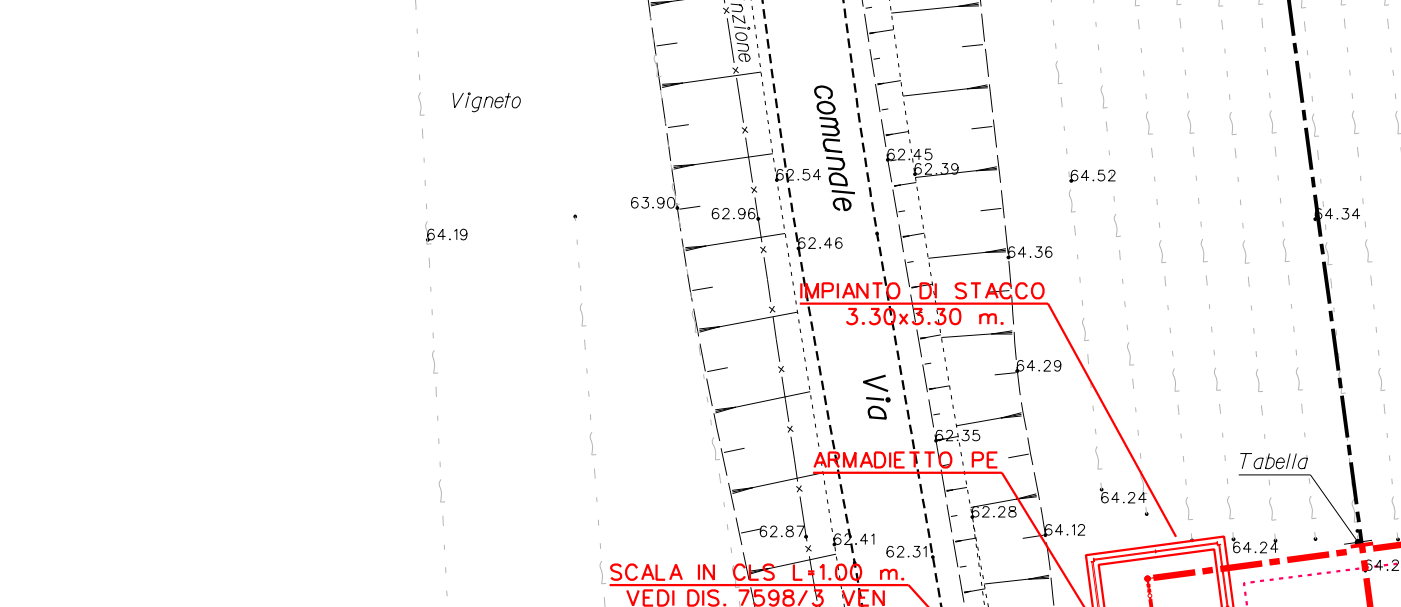 nzione
Vigneto
comunale
62.45
62.39
62.54
64.52
63.90
62.96
64.34
64.19
62.46
64.36
IMPIANTO DI STACCO
3.30x3.30 m.
64.29
Via
62.35
ARMADIETTO PE
Tabella
64.24
62.28
62.87
62.41
64.12
62.31
64.24
64.2
SCALA IN CLS L=1.00 m.
VEDI DIS. 7598/3 VEN